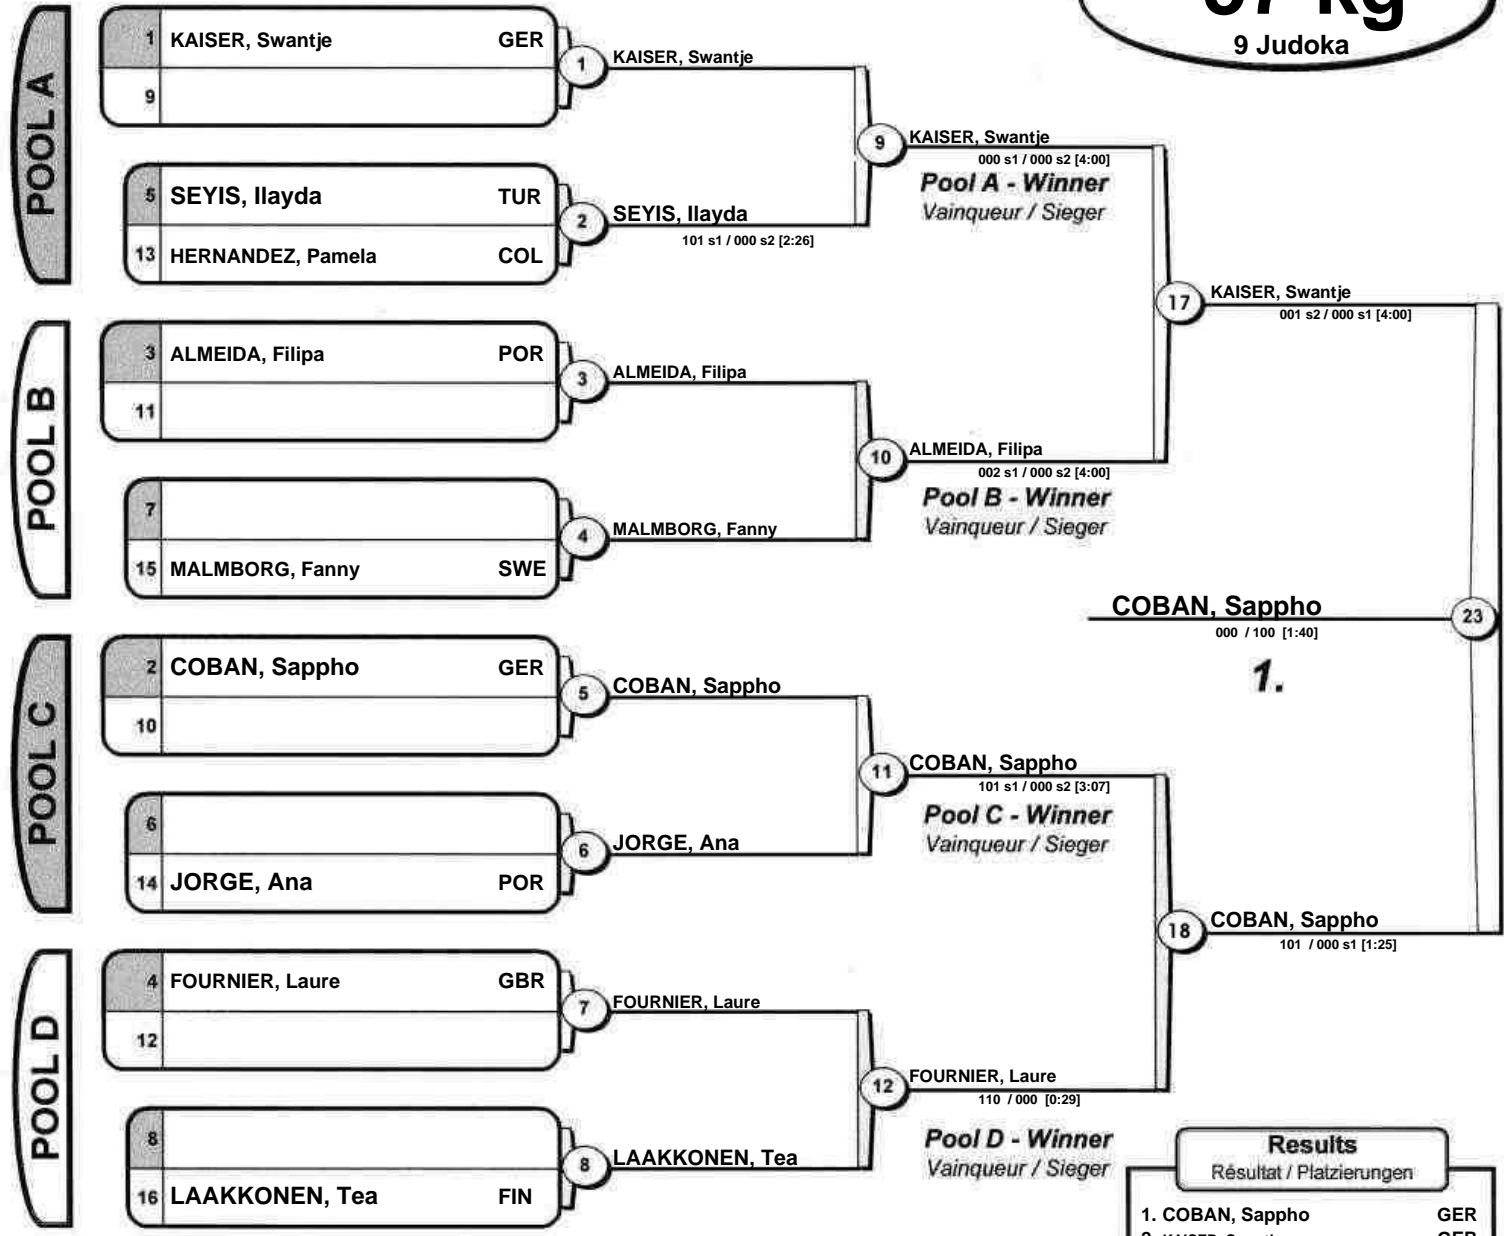 57 kg
9 Judoka
POOL A
1 KAISER, Swantje GER
9
1 KAISER, Swantje
5 SEYIS, Ilayda TUR
13 HERNANDEZ, Pamela COL
2 SEYIS, Ilayda
101 s1 / 000 s2 [2:26]
9 KAISER, Swantje
000 s1 / 000 s2 [4:00]
Pool A - Winner
Vainqueur / Sieger
POOL B
3 ALMEIDA, Filipa POR
11
3 ALMEIDA, Filipa
7
15 MALMBORG, Fanny SWE
4 MALMBORG, Fanny
10 ALMEIDA, Filipa
002 s1 / 000 s2 [4:00]
Pool B - Winner
Vainqueur / Sieger
17 KAISER, Swantje
001 s2 / 000 s1 [4:00]
COBAN, Sappho 23
000 / 100 [1:40]
1.
POOL C
2 COBAN, Sappho GER
10
5 COBAN, Sappho
6
14 JORGE, Ana POR
6 JORGE, Ana
11 COBAN, Sappho
101 s1 / 000 s2 [3:07]
Pool C - Winner
Vainqueur / Sieger
18 COBAN, Sappho
101 / 000 s1 [1:25]
POOL D
4 FOURNIER, Laure GBR
12
7 FOURNIER, Laure
8
16 LAAKKONEN, Tea FIN
8 LAAKKONEN, Tea
12 FOURNIER, Laure
110 / 000 [0:29]
Pool D - Winner
Vainqueur / Sieger
Results
Résultat / Platzierungen
1. COBAN, Sappho GER
2. KAISER, Swantje GER